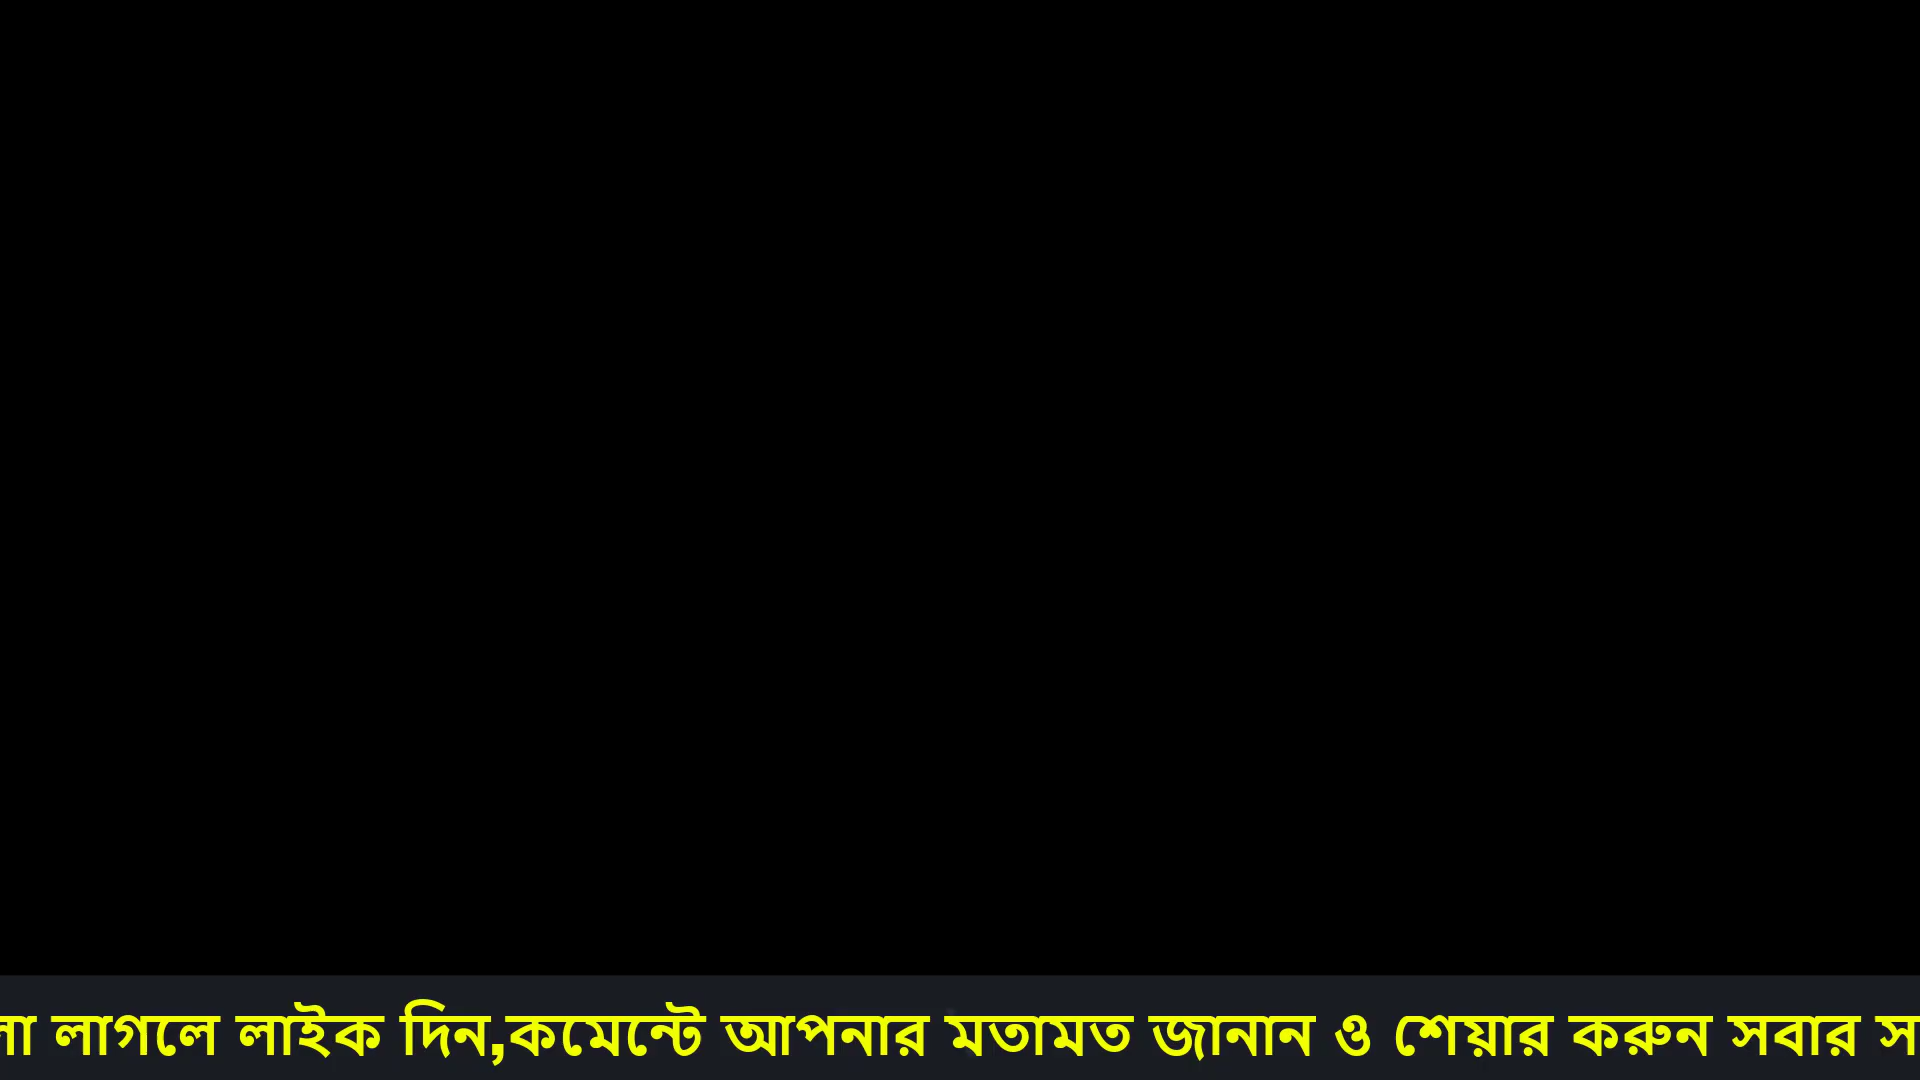 লা লাগলে লাইক দিন,কমেন্টে আপনার মতামত জানান ও শেয়ার করুন সবার স